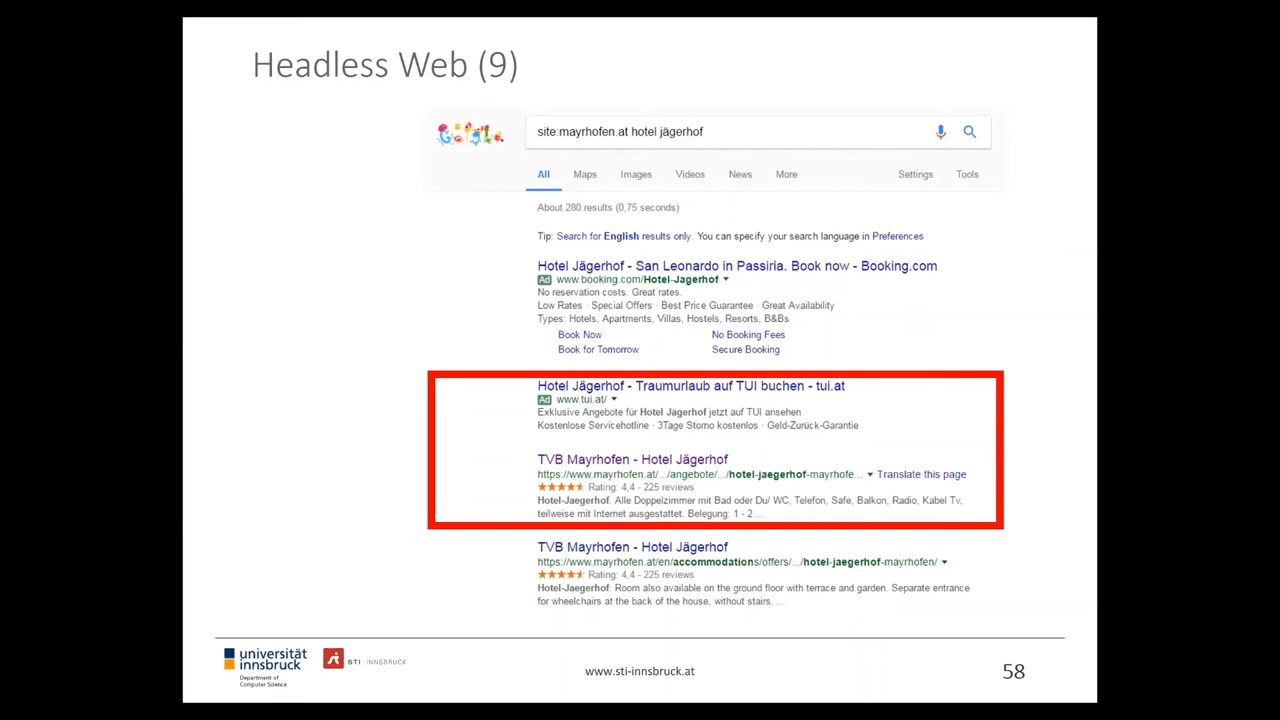 Headless Web (9)
Google
site:mayrhofen.at hotel jägerhof
All Maps Images Videos News More Settings Tools
About 280 results (0,75 seconds)
Tip: Search for English results only. You can specify your search language in Preferences
Hotel Jägerhof - San Leonardo in Passiria. Book now - Booking.com
Ad www.booking.com/Hotel-Jagerhof
No reservation costs. Great rates.
Low Rates · Special Offers · Best Price Guarantee · Great Availability
Types: Hotels, Apartments, Villas, Hostels, Resorts, B&Bs
Book Now No Booking Fees
Book for Tomorrow Secure Booking
Hotel Jägerhof - Traumurlaub auf TUI buchen - tui.at
Ad www.tui.at/
Exklusive Angebote für Hotel Jagerhof jetzt auf TUI ansehen
Kostenlose Servicehotline · 3Tage Storno kostenlos · Geld-Zurück-Garantie
TVB Mayrhofen - Hotel Jägerhof
https://www.mayrhofen.at/.../angebote/.../hotel-jaegerhof-mayrhofe... Translate this page
Rating: 4,4 - 225 reviews
Hotel-Jaegerhof. Alle Doppelzimmer mit Bad oder Du/ WC, Telefon, Safe, Balkon, Radio, Kabel Tv,
teilweise mit Internet ausgestattet. Belegung: 1 - 2 ...
TVB Mayrhofen - Hotel Jägerhof
https://www.mayrhofen.at/en/accommodations/offers/.../hotel-jaegerhof-mayrhofen/
Rating: 4,4 - 225 reviews
Hotel-Jaegerhof. Room also available on the ground floor with terrace and garden. Separate entrance
for wheelchairs at the back of the house, without stairs, ...
universität
innsbruck
Department of
Computer Science
STI · INNSBRUCK
www.sti-innsbruck.at
58